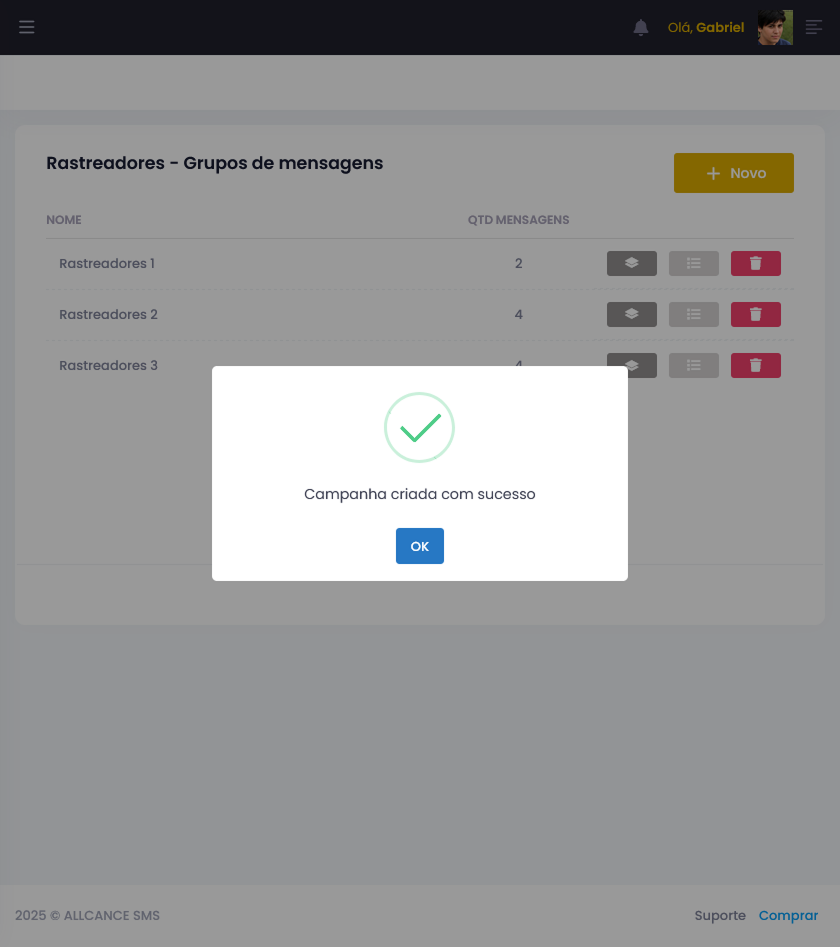 Olá, Gabriel
Rastreadores - Grupos de mensagens
+ Novo
NOME QTD MENSAGENS
Rastreadores 1 2
Rastreadores 2 4
Rastreadores 3 4
Campanha criada com sucesso
OK
2025 © ALLCANCE SMS Suporte Comprar